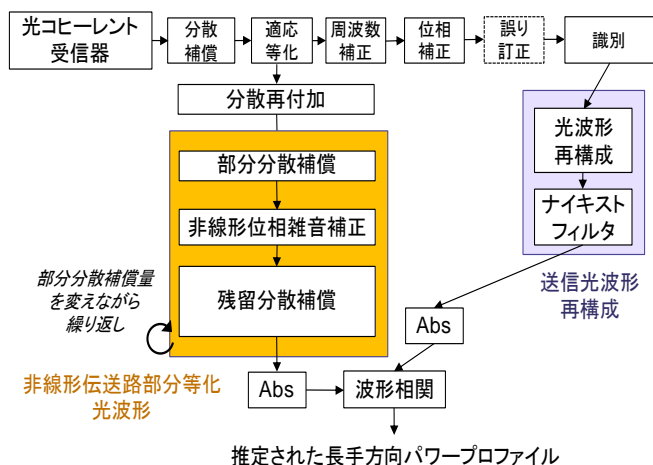 光コヒーレント
受信器
分散
補償
適応
等化
周波数
補正
位相
補正
誤り
訂正
識別
分散再付加
部分分散補償
非線形位相雑音補正
残留分散補償
部分分散補償量
を変えながら
繰り返し
非線形伝送路部分等化
光波形
光波形
再構成
ナイキスト
フィルタ
送信光波形
再構成
Abs
Abs
波形相関
推定された長手方向パワープロファイル